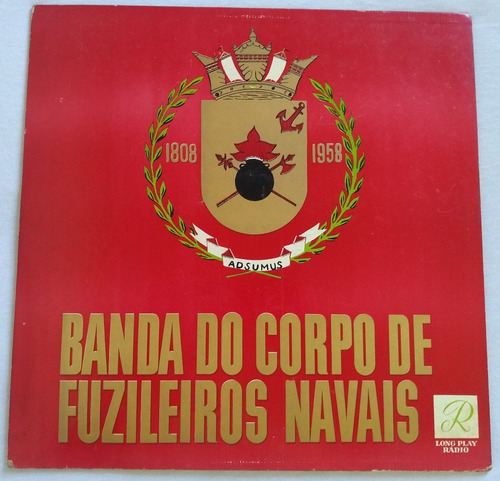 1808 1958
ADSUMUS
BANDA DO CORPO DE
FUZILEIROS NAVAIS
R
LONG PLAY
RADIO